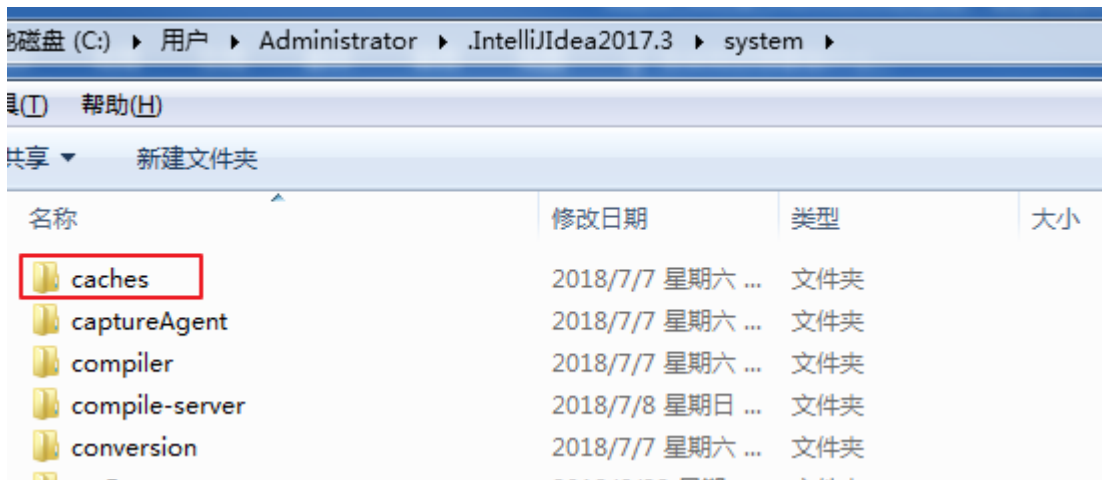 磁盘 (C:) ▸ 用户 ▸ Administrator ▸ .IntelliJIdea2017.3 ▸ system ▸
具(T) 帮助(H)
共享 新建文件夹
名称 修改日期 类型 大小
caches 2018/7/7 星期六 ... 文件夹
captureAgent 2018/7/7 星期六 ... 文件夹
compiler 2018/7/7 星期六 ... 文件夹
compile-server 2018/7/8 星期日 ... 文件夹
conversion 2018/7/7 星期六 ... 文件夹